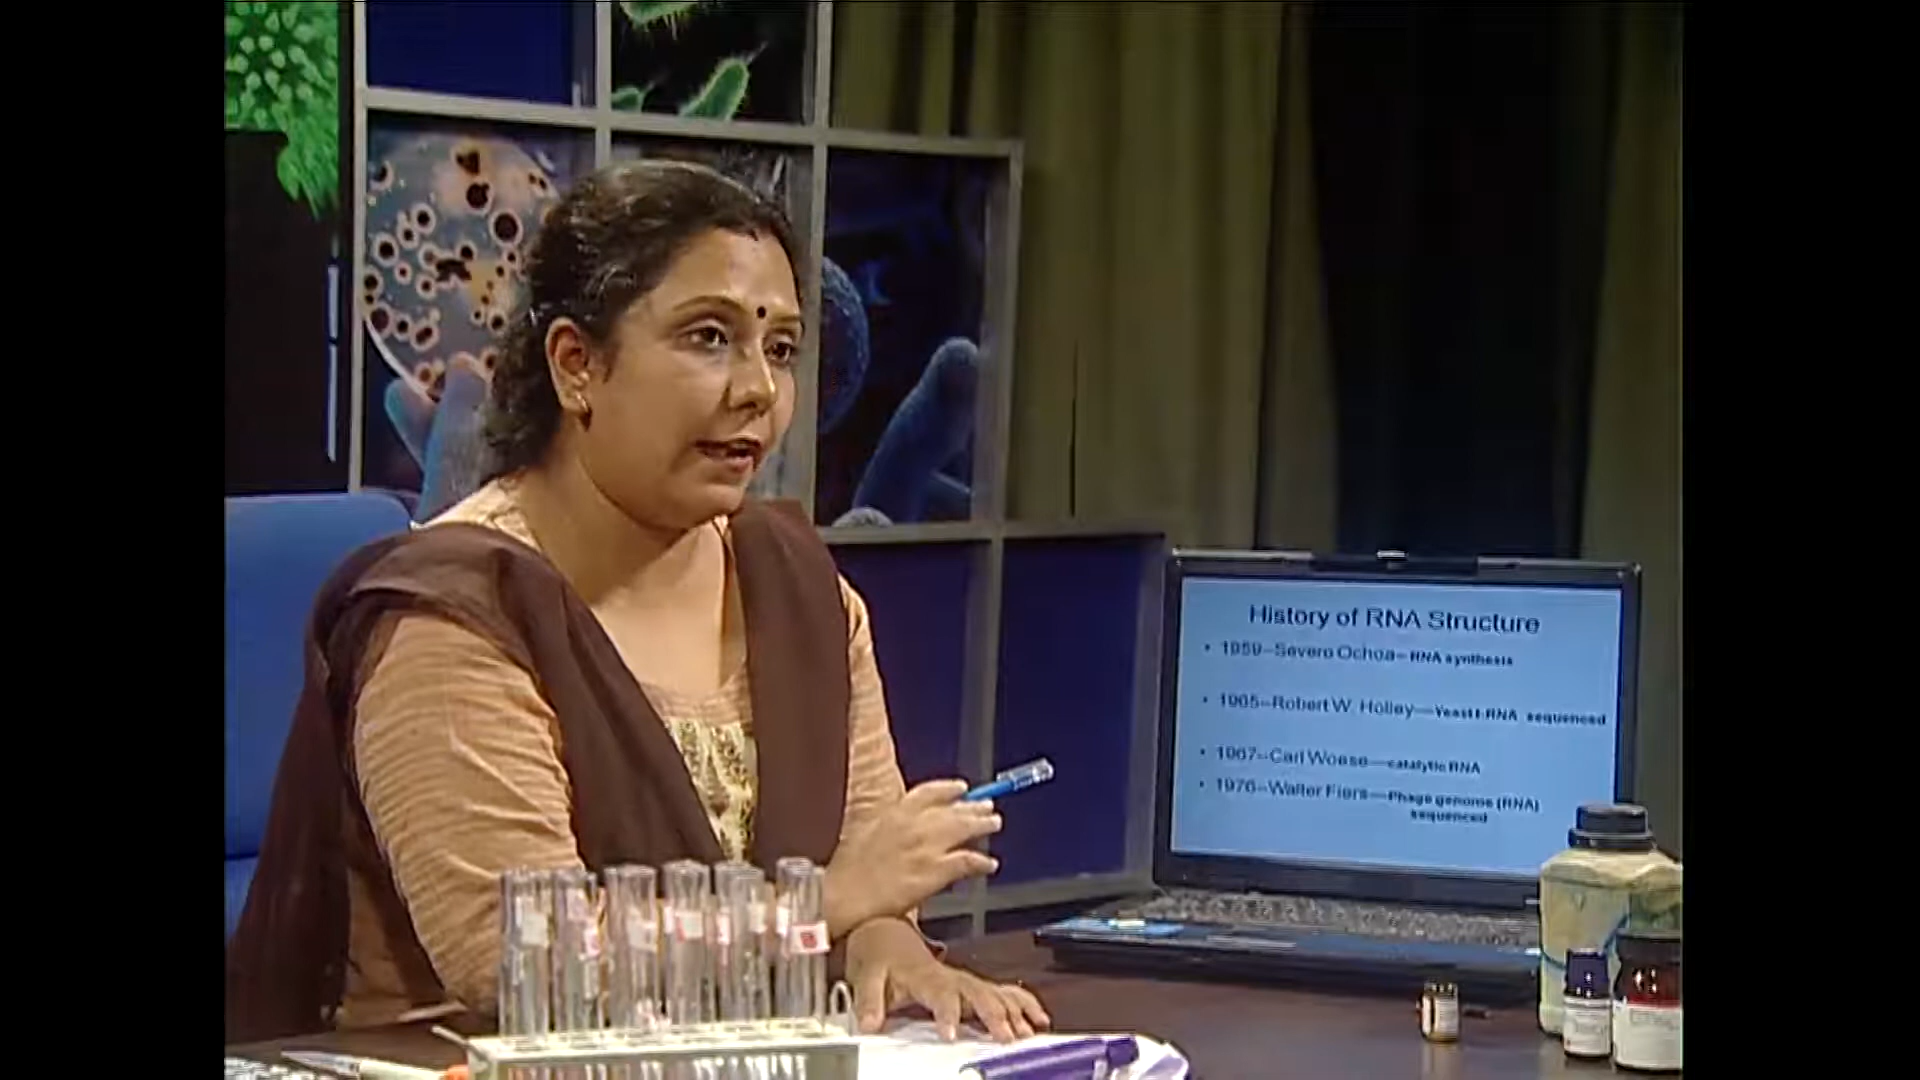 History of RNA Structure
• 1959–Severo Ochoa–RNA synthesis
• 1965–Robert W. Holley—Yeast t-RNA sequenced
• 1967–Carl Woese—catalytic RNA
• 1976–Walter Fiers—Phage genome (RNA)
sequenced